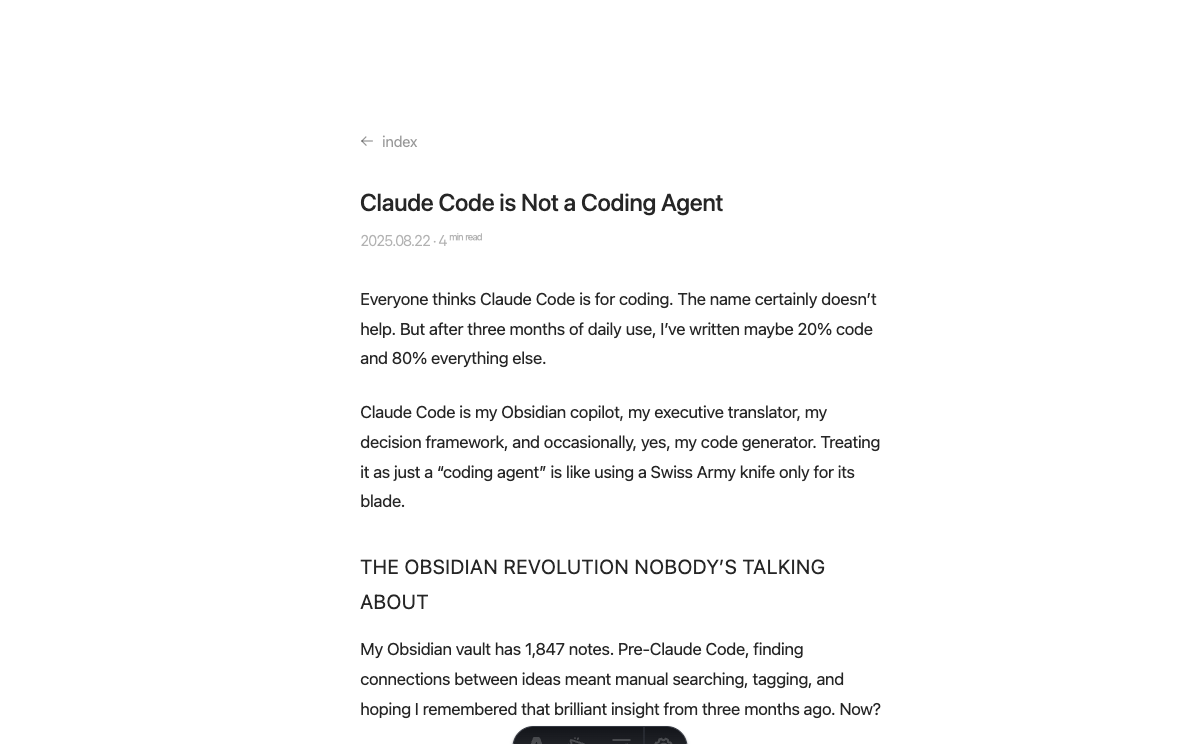 ← index
Claude Code is Not a Coding Agent
2025.08.22 · 4 min read
Everyone thinks Claude Code is for coding. The name certainly doesn’t
help. But after three months of daily use, I’ve written maybe 20% code
and 80% everything else.
Claude Code is my Obsidian copilot, my executive translator, my
decision framework, and occasionally, yes, my code generator. Treating
it as just a “coding agent” is like using a Swiss Army knife only for its
blade.
THE OBSIDIAN REVOLUTION NOBODY’S TALKING
ABOUT
My Obsidian vault has 1,847 notes. Pre-Claude Code, finding
connections between ideas meant manual searching, tagging, and
hoping I remembered that brilliant insight from three months ago. Now?